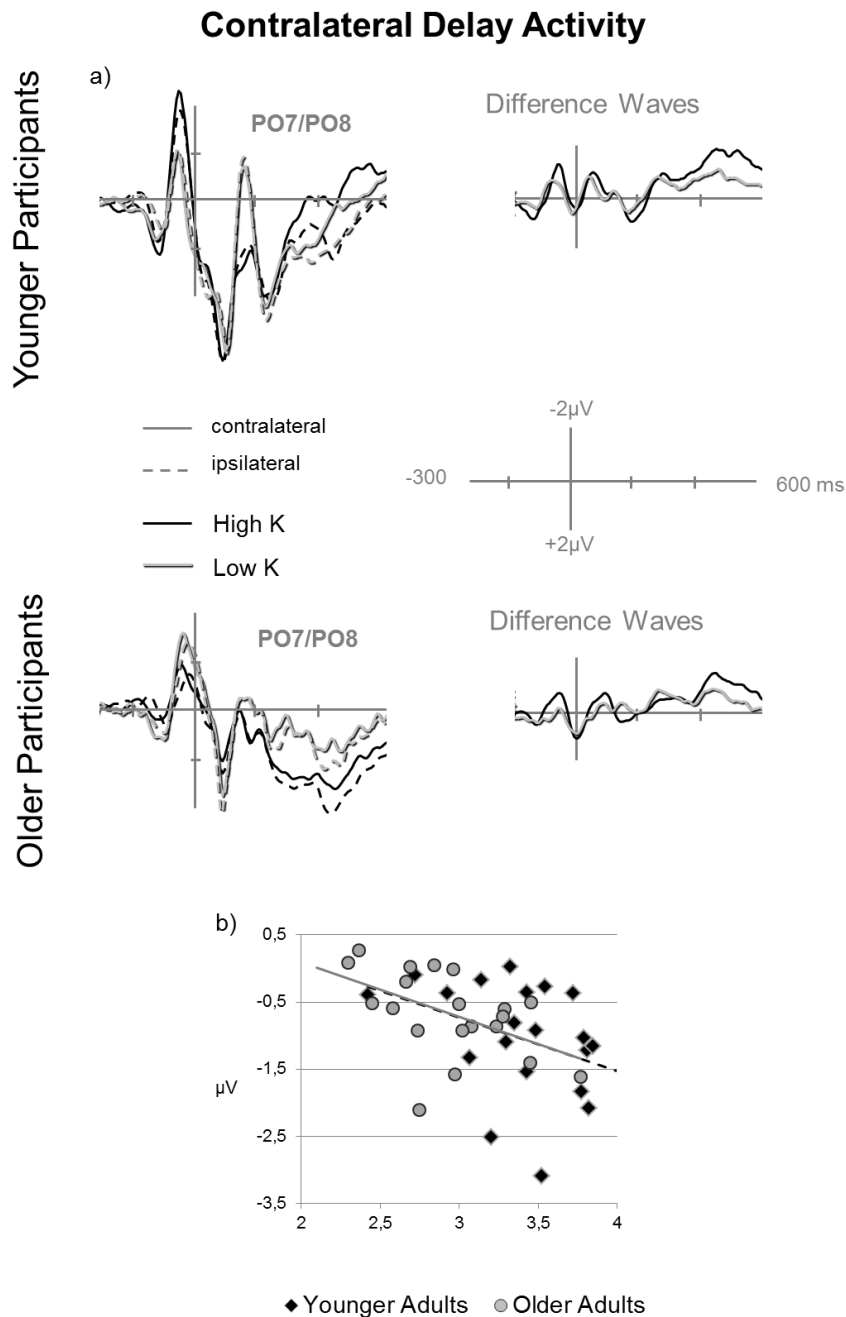 Contralateral Delay Activity
Younger Participants
a)
PO7/PO8
Difference Waves
contralateral
ipsilateral
High K
Low K
-2µV
-300
600 ms
+2µV
Older Participants
PO7/PO8
Difference Waves
b)
0,5
-0,5
-1,5
µV
-2,5
-3,5
2
2,5
3
3,5
4
Younger Adults
Older Adults